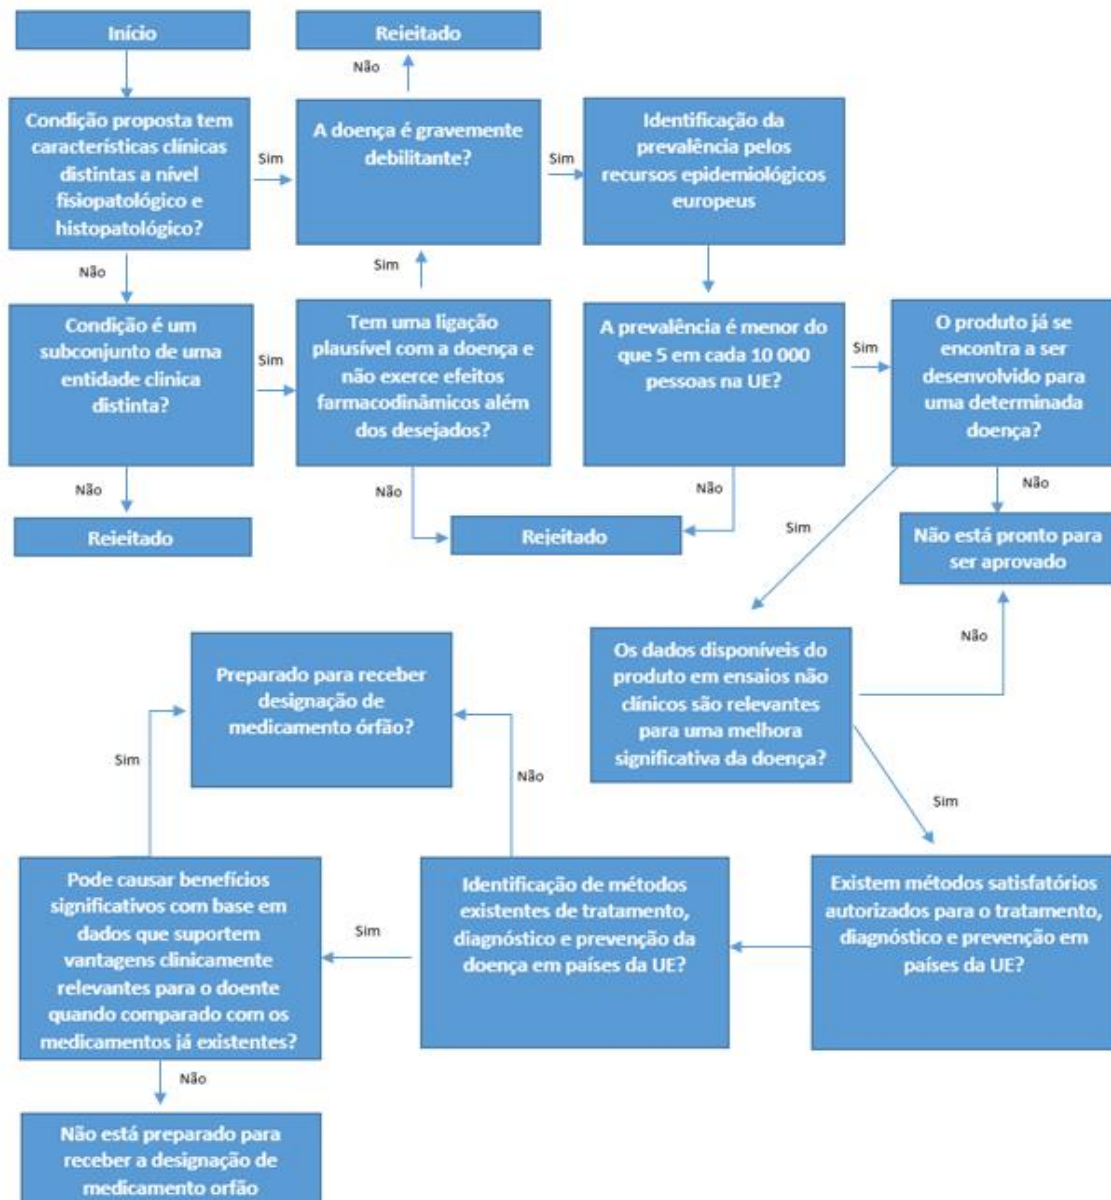 Início
Rejeitado
Não
Condição proposta tem
características clínicas
distintas a nível
fisiopatológico e
histopatológico?
Sim
A doença é gravemente
debilitante?
Sim
Identificação da
prevalência pelos
recursos epidemiológicos
europeus
Não
Sim
Condição é um
subconjunto de uma
entidade clinica
distinta?
Sim
Tem uma ligação
plausível com a doença e
não exerce efeitos
farmacodinâmicos além
dos desejados?
A prevalência é menor do
que 5 em cada 10 000
pessoas na UE?
Sim
O produto já se
encontra a ser
desenvolvido para
uma determinada
doença?
Não
Não
Não
Não
Sim
Rejeitado
Rejeitado
Não está pronto para
ser aprovado
Não
Os dados disponíveis do
produto em ensaios não
clínicos são relevantes
para uma melhora
significativa da doença?
Preparado para receber
designação de
medicamento órfão?
Sim
Não
Sim
Pode causar benefícios
significativos com base em
dados que suportem
vantagens clinicamente
relevantes para o doente
quando comparado com os
medicamentos já existentes?
Sim
Identificação de métodos
existentes de tratamento,
diagnóstico e prevenção da
doença em países da UE?
Existem métodos satisfatórios
autorizados para o tratamento,
diagnóstico e prevenção em
países da UE?
Não
Não está preparado para
receber a designação de
medicamento orfão